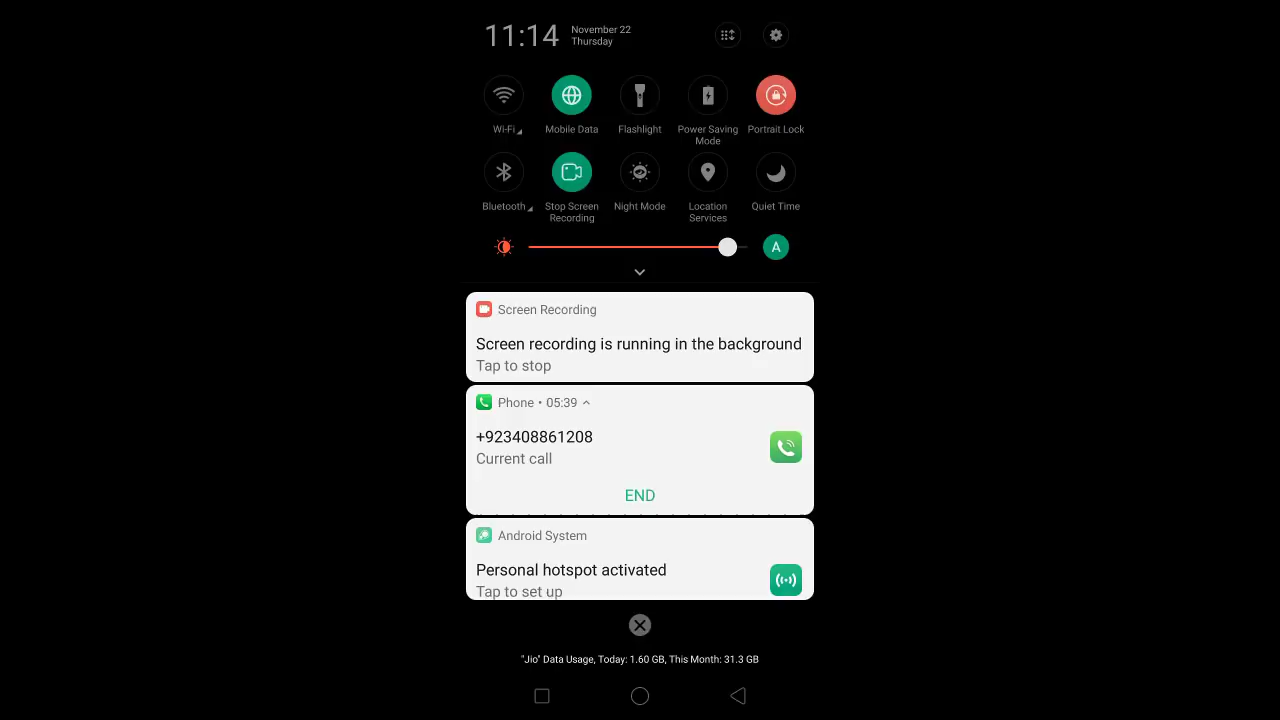 11:14
November 22
Thursday
Wi-Fi
Mobile Data
Flashlight
Power Saving
Mode
Portrait Lock
Bluetooth
Stop Screen
Recording
Night Mode
Location
Services
Quiet Time
A
Screen Recording
Screen recording is running in the background
Tap to stop
Phone • 05:39
+923408861208
Current call
END
Android System
Personal hotspot activated
Tap to set up
"Jio" Data Usage, Today: 1.60 GB, This Month: 31.3 GB